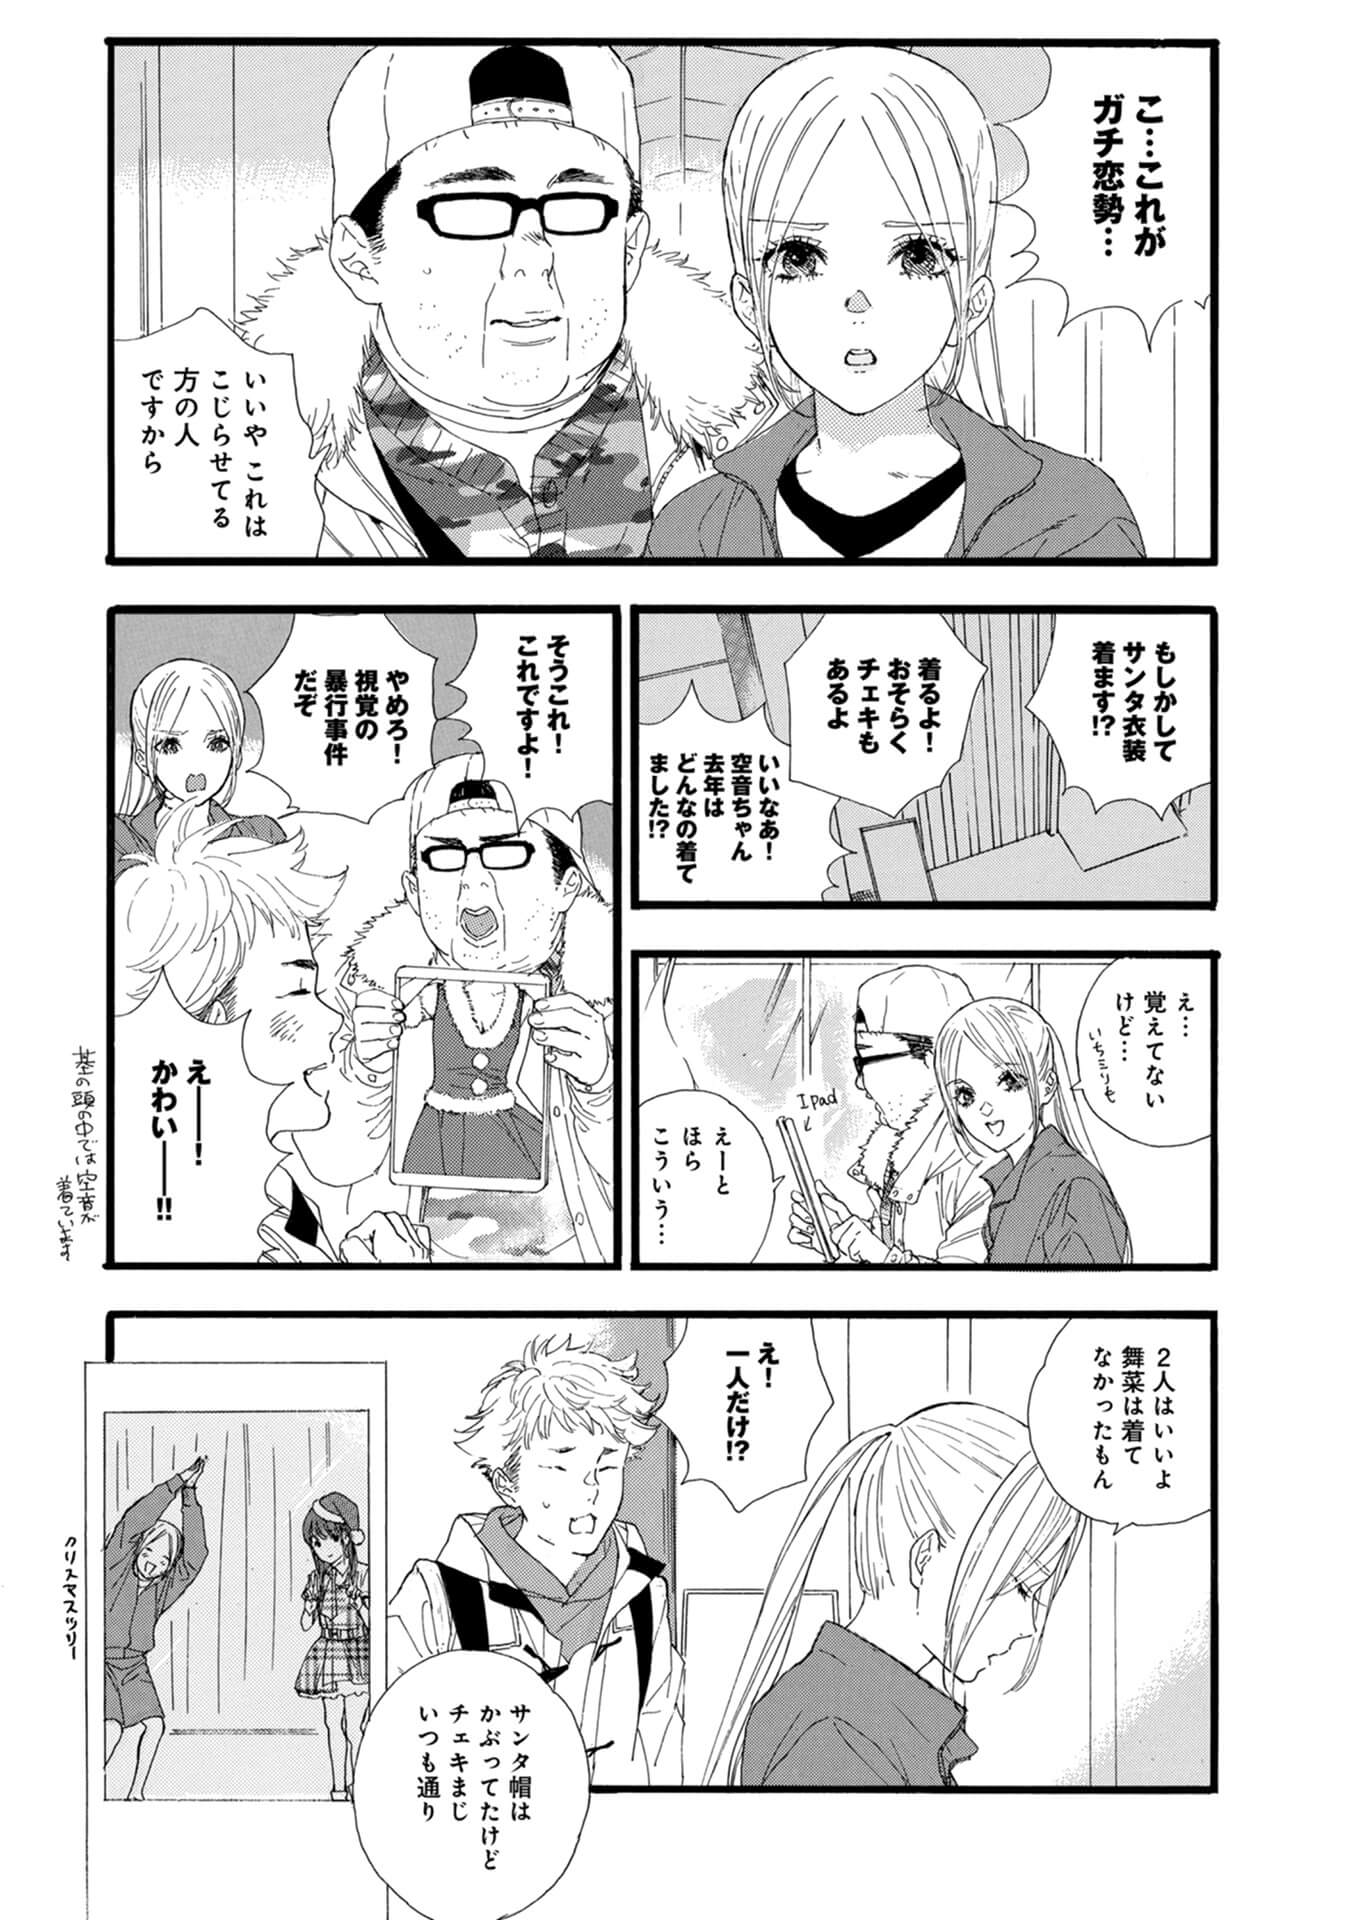 こ…これが
ガチ恋勢…
いいや これは
こじらせてる
方の人
ですから
もしかして
サンタ衣装
着ます!?
着るよ！
おそらく
チェキも
あるよ
いいなあ！
空音ちゃん
去年は
どんなの着て
ました!?
え…
覚えてない
けど…
いちミリも
Ipad
えーと
ほら
こういう…
そうこれ！
これですよ！
やめろ！
視覚の
暴行事件
だぞ
えーー！
かわいーー!!
基の頭の中では空音が
着ています
2人はいいよ
舞菜は着て
なかったもん
え！
一人だけ!?
サンタ帽は
かぶってたけど
チェキまじ
いつも通り
クリスマスツリー